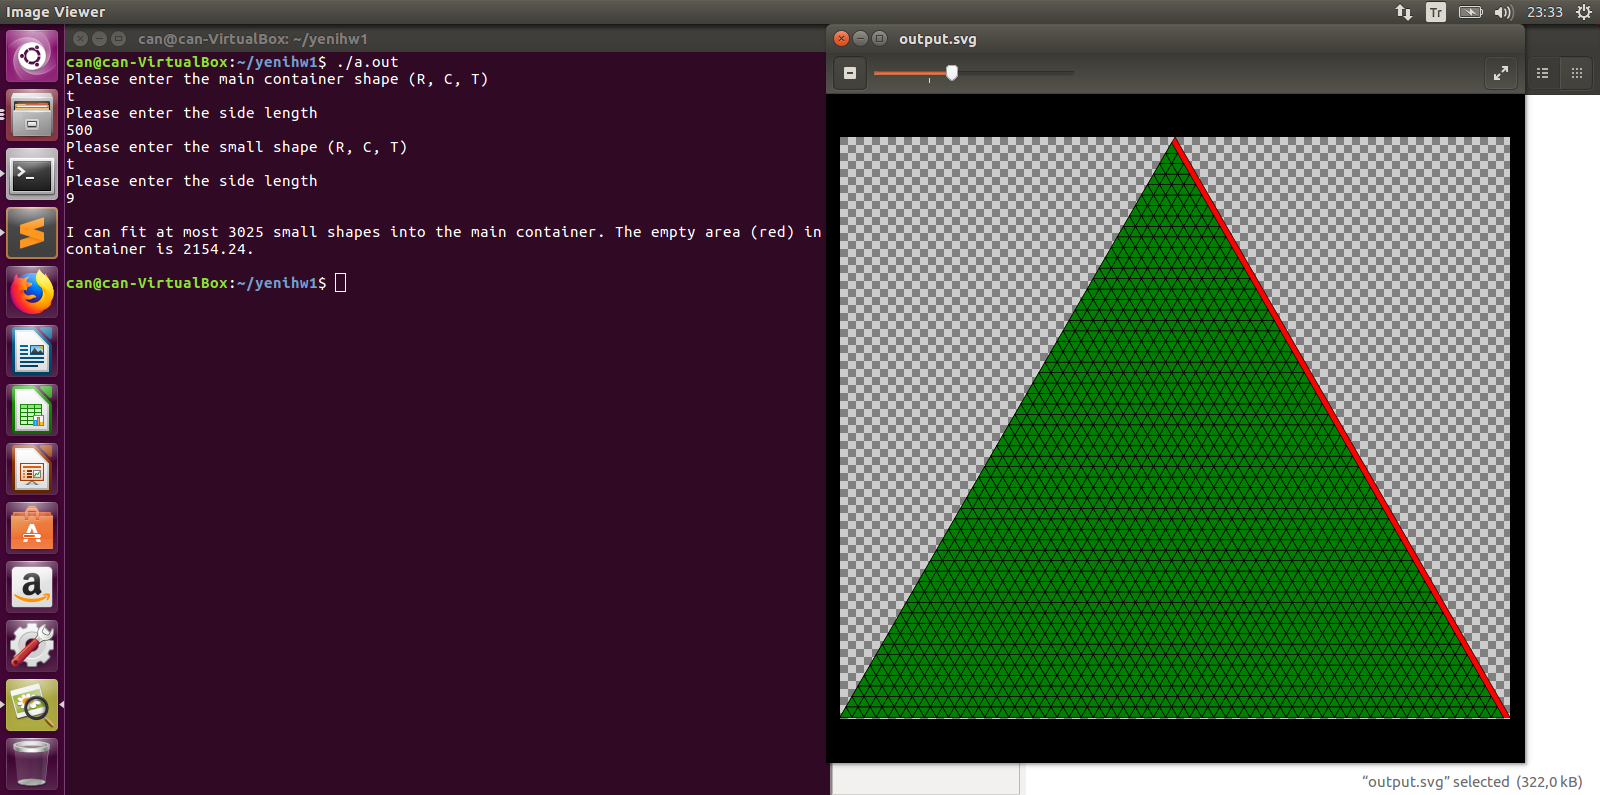 Image Viewer
Tr
23:33
can@can-VirtualBox: ~/yenihw1
can@can-VirtualBox:~/yenihw1$ ./a.out
Please enter the main container shape (R, C, T)
t
Please enter the side length
500
Please enter the small shape (R, C, T)
t
Please enter the side length
9
I can fit at most 3025 small shapes into the main container. The empty area (red) in
container is 2154.24.
can@can-VirtualBox:~/yenihw1$
output.svg
“output.svg” selected (322,0 kB)